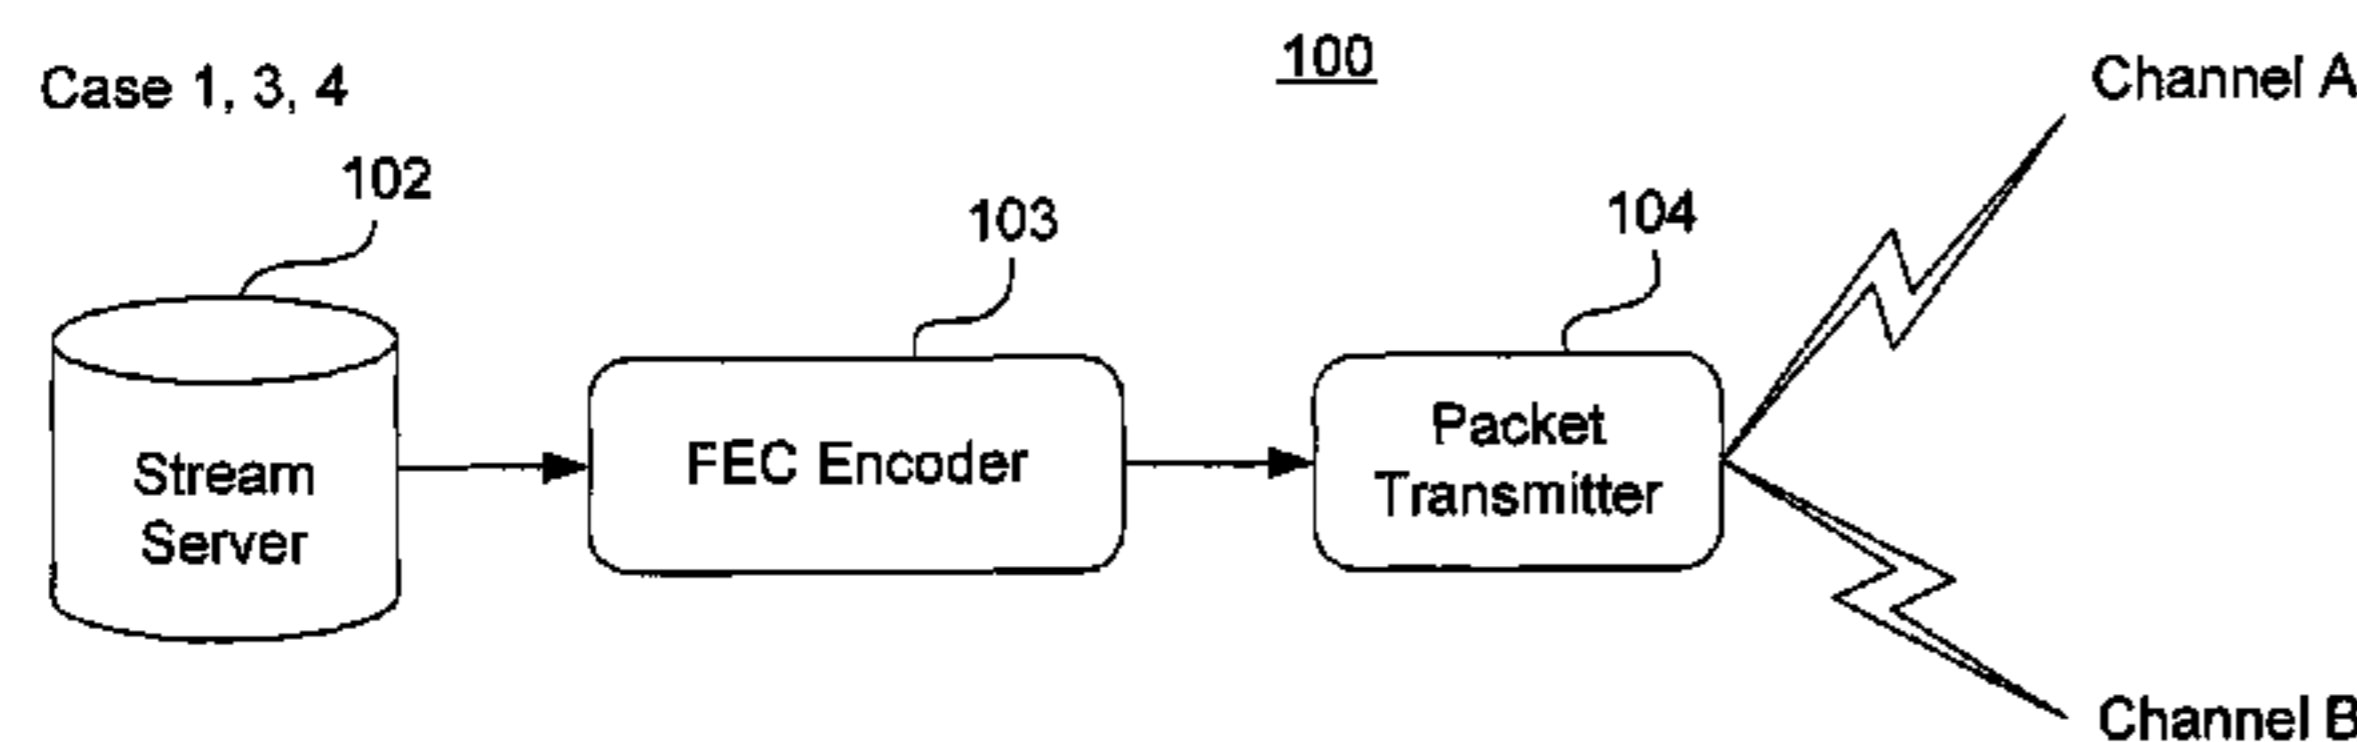 100
Case 1, 3, 4
Channel A
102
103
104
Stream
Server
FEC Encoder
Packet
Transmitter
Channel B